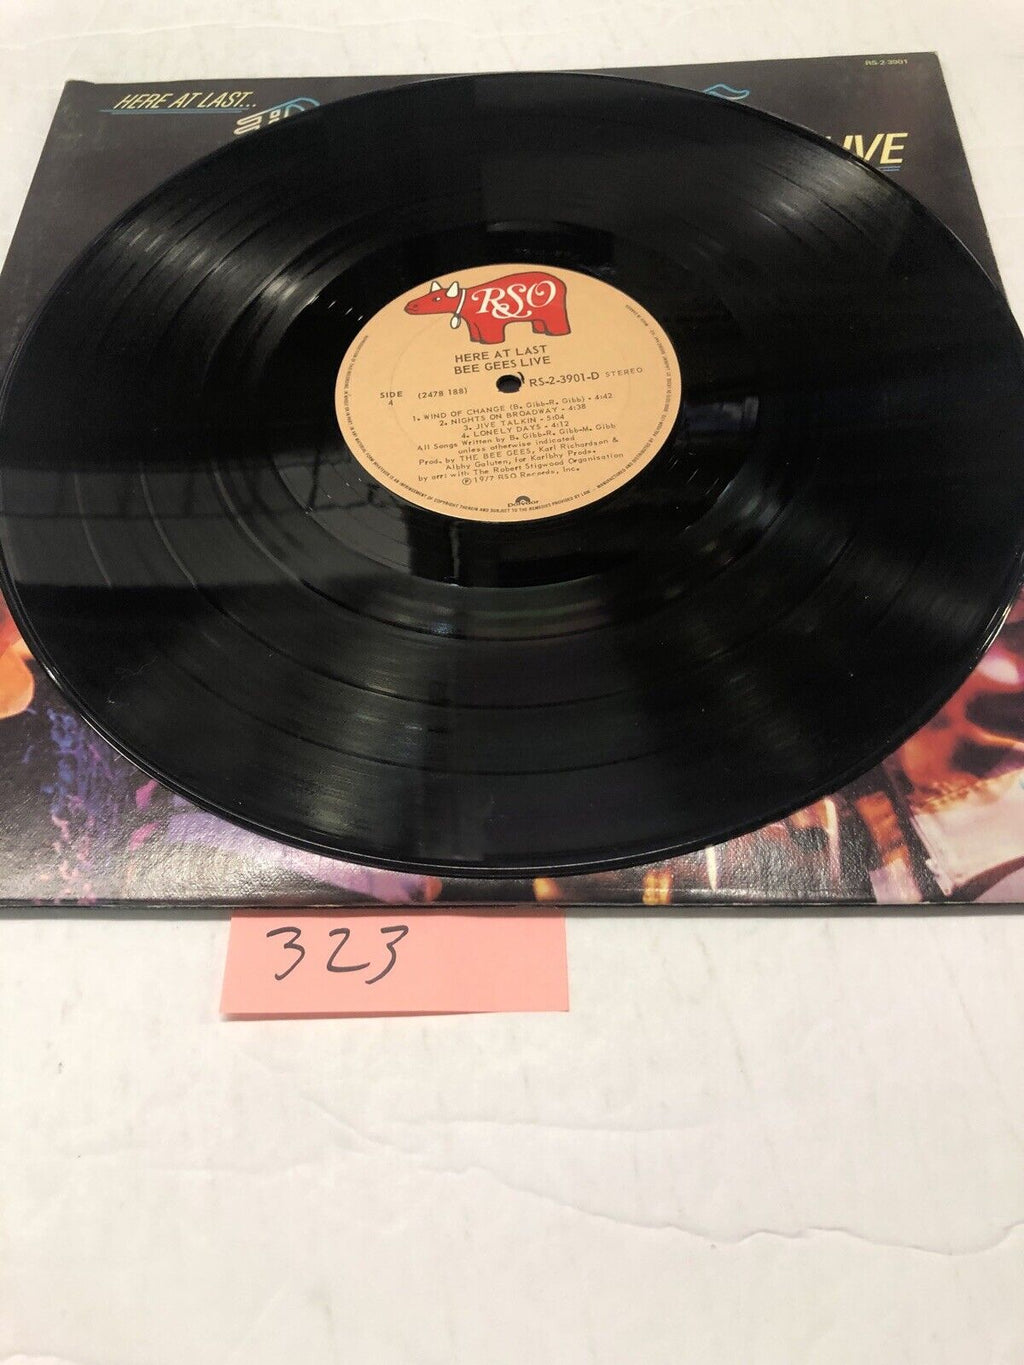 RS-2-3901
HERE AT LAST...
LIVE
RSO
HERE AT LAST
BEE GEES LIVE
SIDE
4
(2478 188)
RS-2-3901-D STEREO
1. WIND OF CHANGE (B. Gibb-R. Gibb) - 4:42
2. NIGHTS ON BROADWAY - 4:38
3. JIVE TALKIN - 5:04
4. LONELY DAYS - 4:12
All Songs Written by B. Gibb-R. Gibb-M. Gibb
unless otherwise indicated
Prod. by THE BEE GEES, Karl Richardson &
Albhy Galuten, for Karlbhy Prods.
by arr: with The Robert Stigwood Organisation
℗ 1977 RSO Records, Inc.
Polydor
323